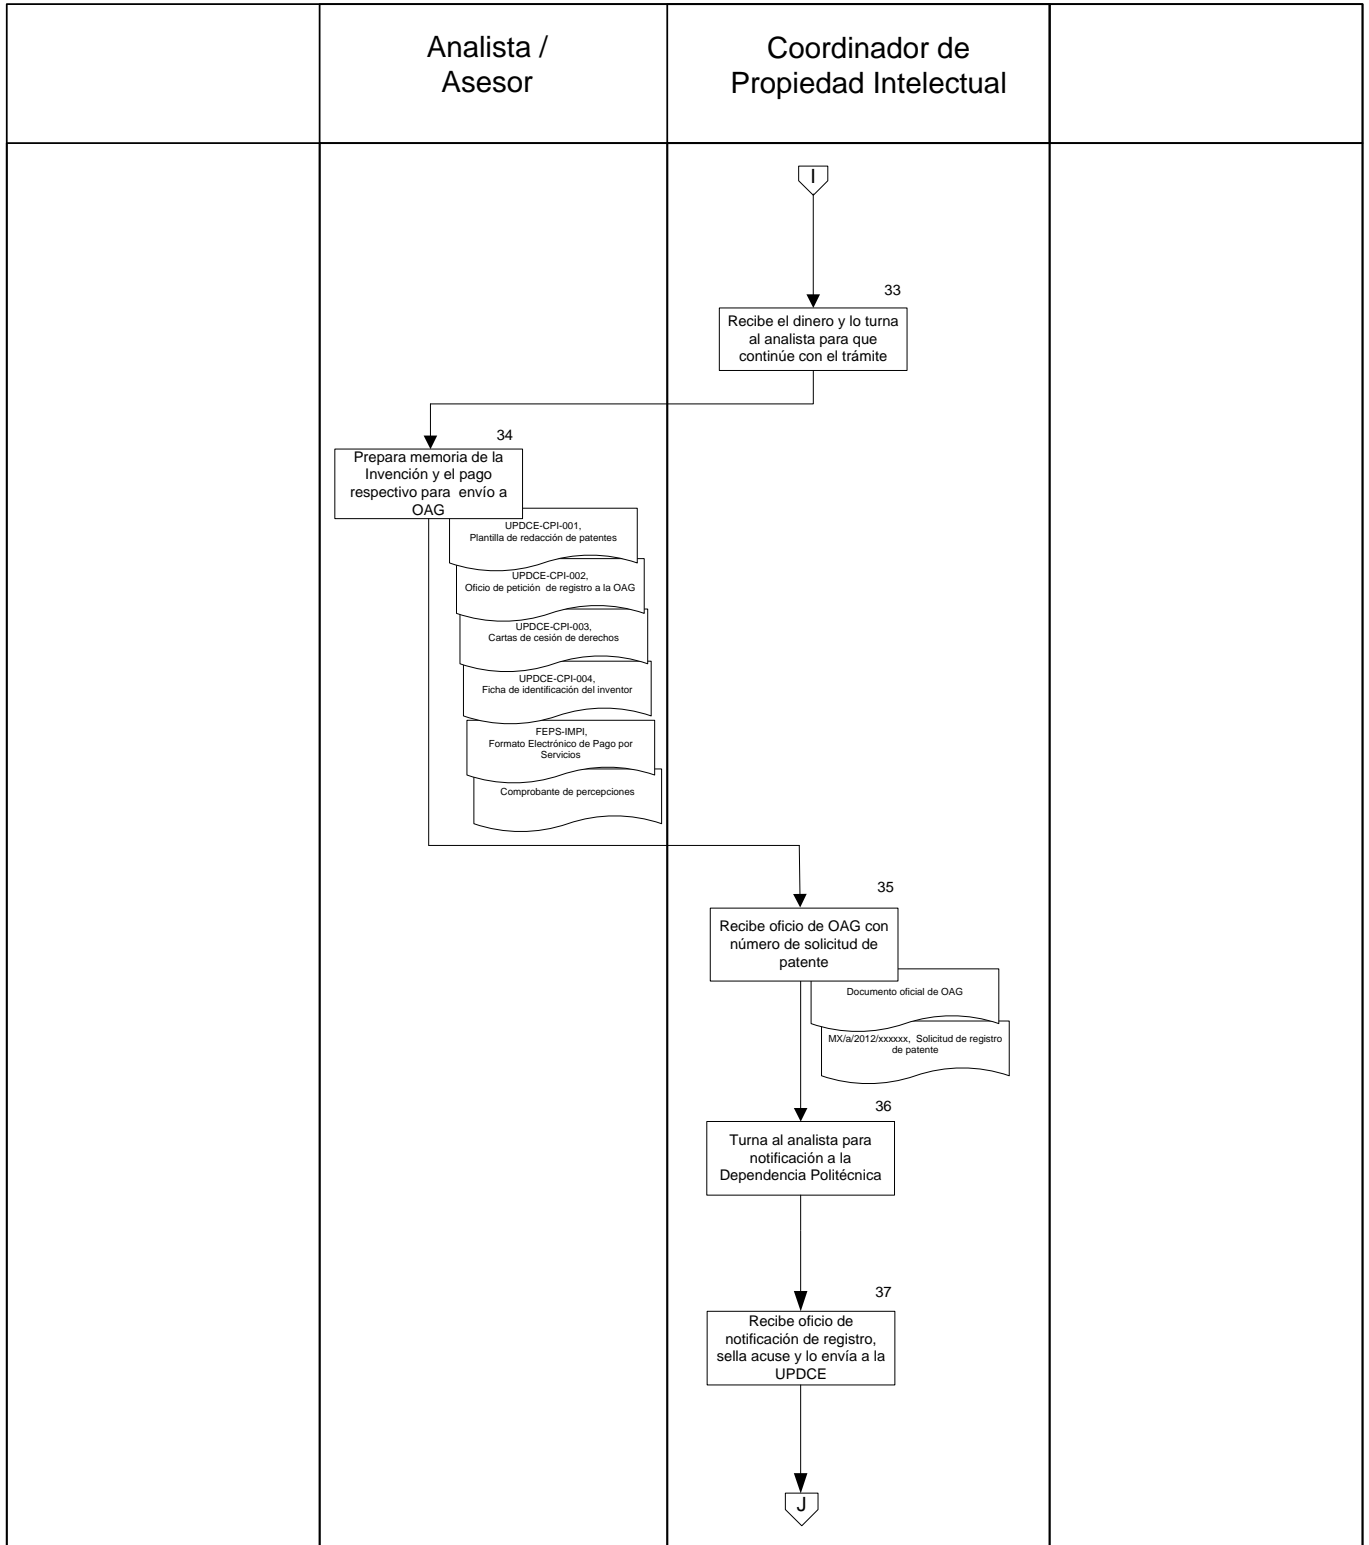 Analista /
Asesor
Coordinador de
Propiedad Intelectual
I
33
Recibe el dinero y lo turna
al analista para que
continúe con el trámite
34
Prepara memoria de la
Invención y el pago
respectivo para envío a
OAG
UPDCE-CPI-001,
Plantilla de redacción de patentes
UPDCE-CPI-002,
Oficio de petición de registro a la OAG
UPDCE-CPI-003,
Cartas de cesión de derechos
UPDCE-CPI-004,
Ficha de identificación del inventor
FEPS-IMPI,
Formato Electrónico de Pago por
Servicios
Comprobante de percepciones
35
Recibe oficio de OAG con
número de solicitud de
patente
Documento oficial de OAG
MX/a/2012/xxxxxx, Solicitud de registro
de patente
36
Turna al analista para
notificación a la
Dependencia Politécnica
37
Recibe oficio de
notificación de registro,
sella acuse y lo envía a la
UPDCE
J